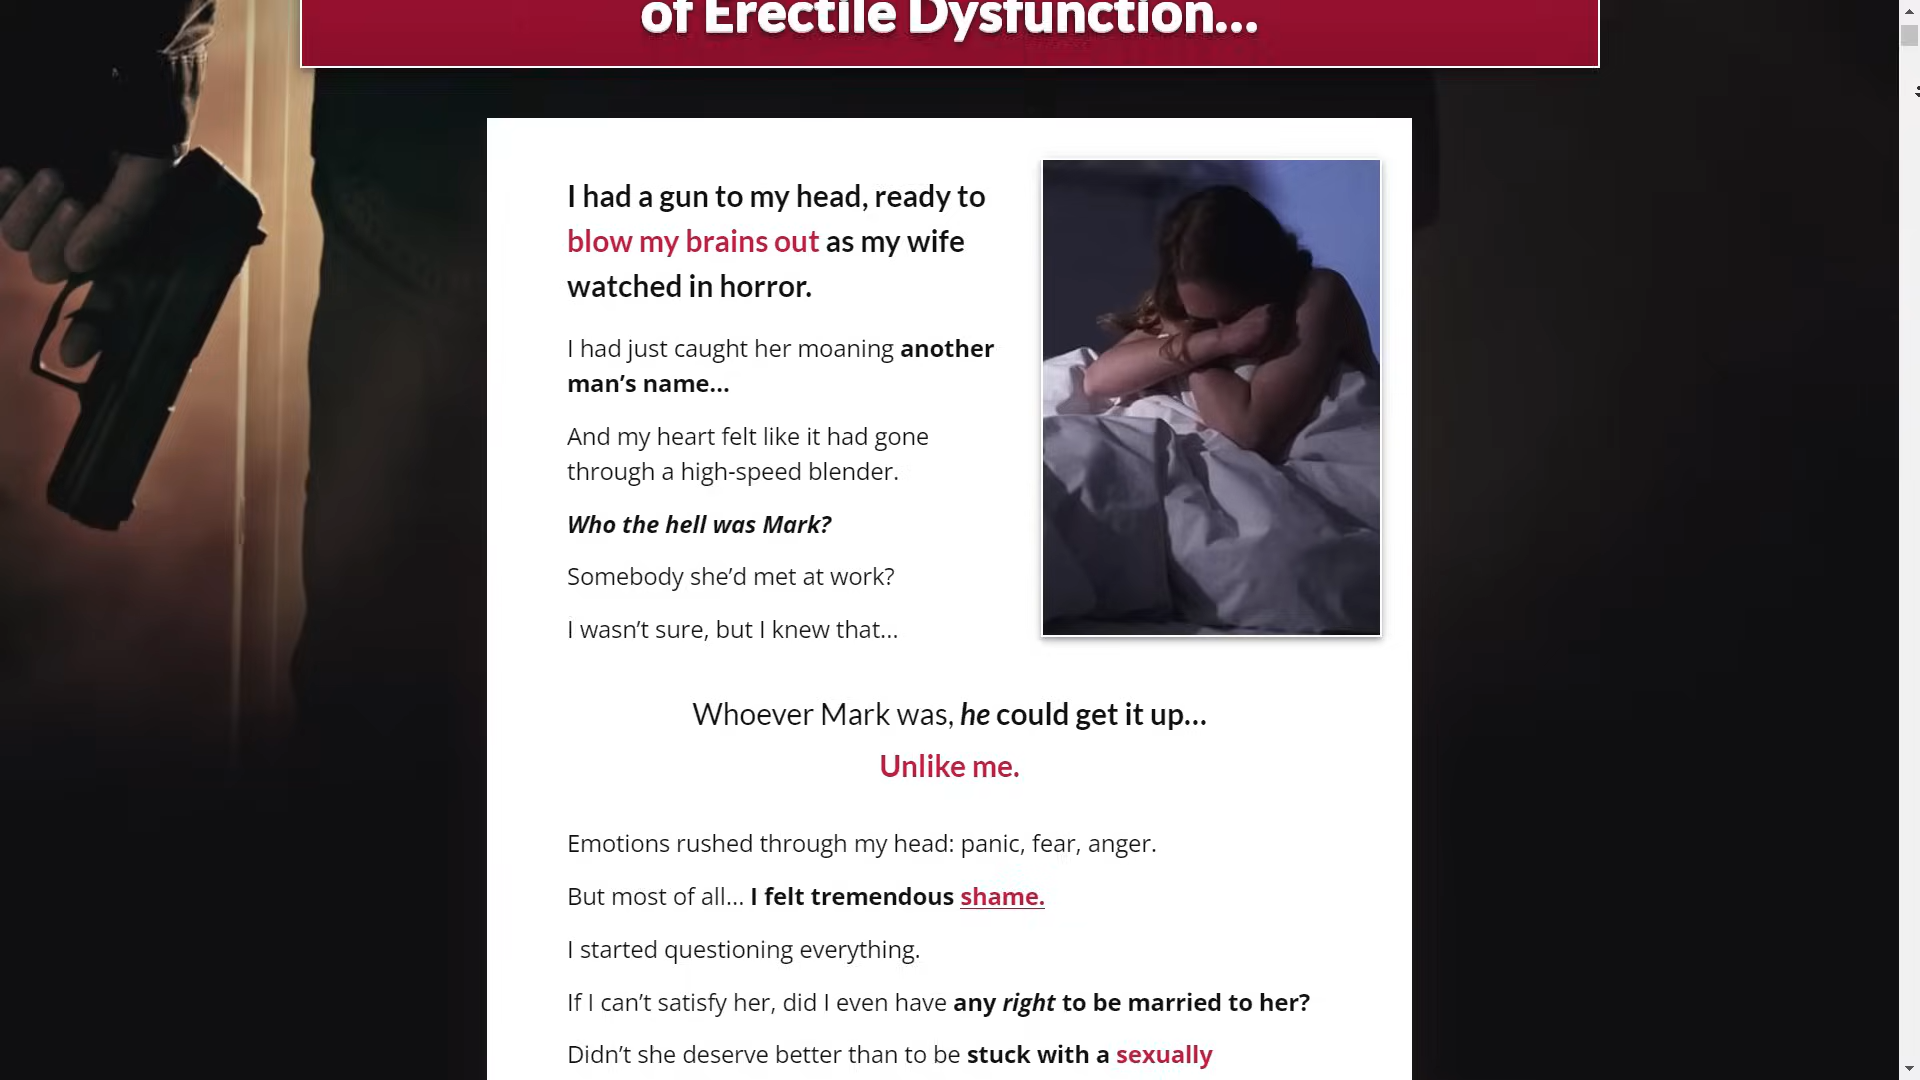 of Erectile Dysfunction...
I had a gun to my head, ready to
blow my brains out as my wife
watched in horror.
I had just caught her moaning another
man’s name...
And my heart felt like it had gone
through a high-speed blender.
Who the hell was Mark?
Somebody she’d met at work?
I wasn’t sure, but I knew that...
Whoever Mark was, he could get it up...
Unlike me.
Emotions rushed through my head: panic, fear, anger.
But most of all... I felt tremendous shame.
I started questioning everything.
If I can’t satisfy her, did I even have any right to be married to her?
Didn’t she deserve better than to be stuck with a sexually